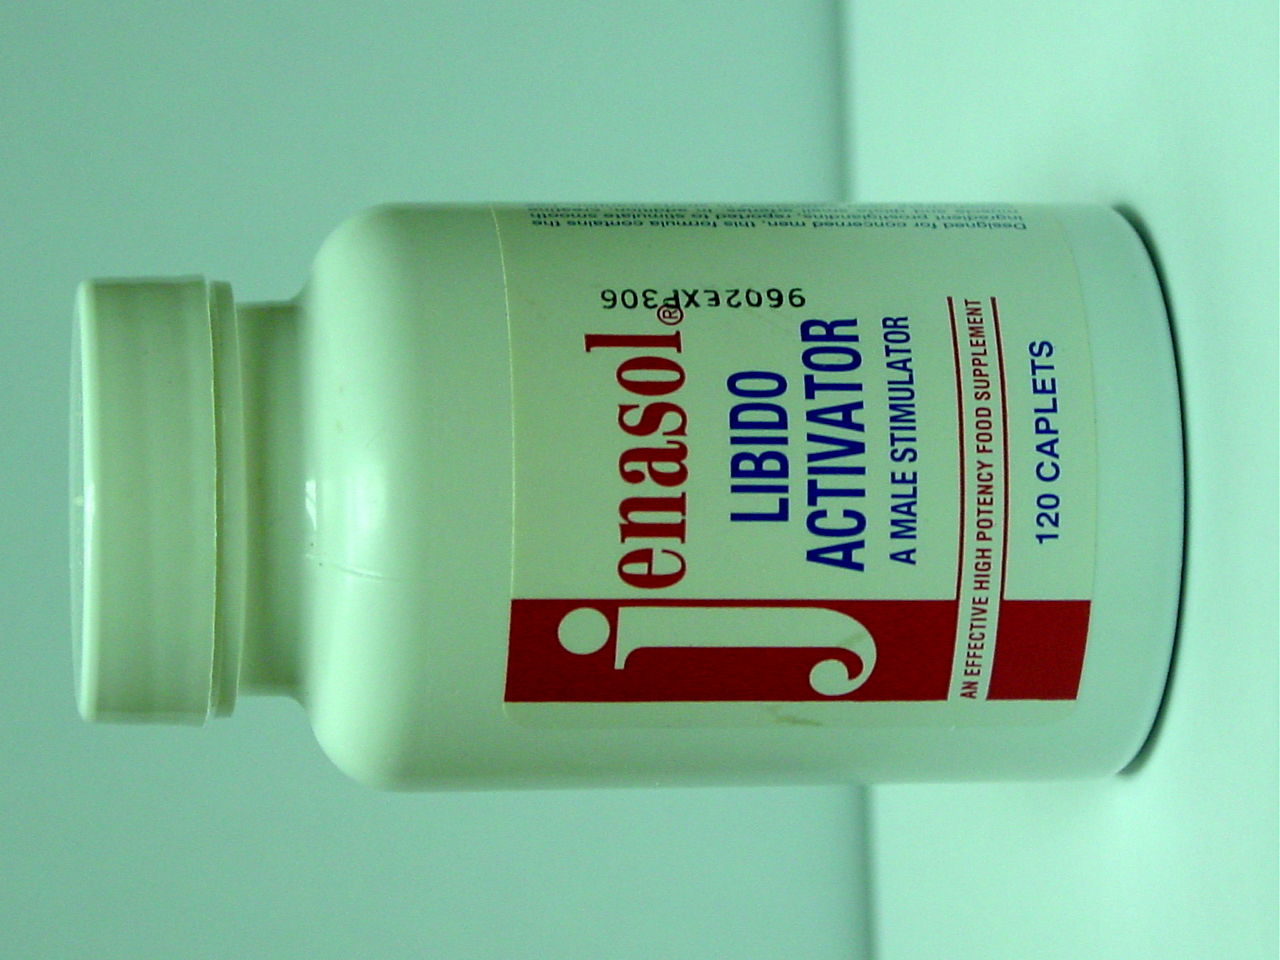 jenasol®
LIBIDO
ACTIVATOR
A MALE STIMULATOR
AN EFFECTIVE HIGH POTENCY FOOD SUPPLEMENT
120 CAPLETS
9602EXP306
Designed for concerned men, this formula contains the
ingredient prostiglandins, reported to stimulate smooth